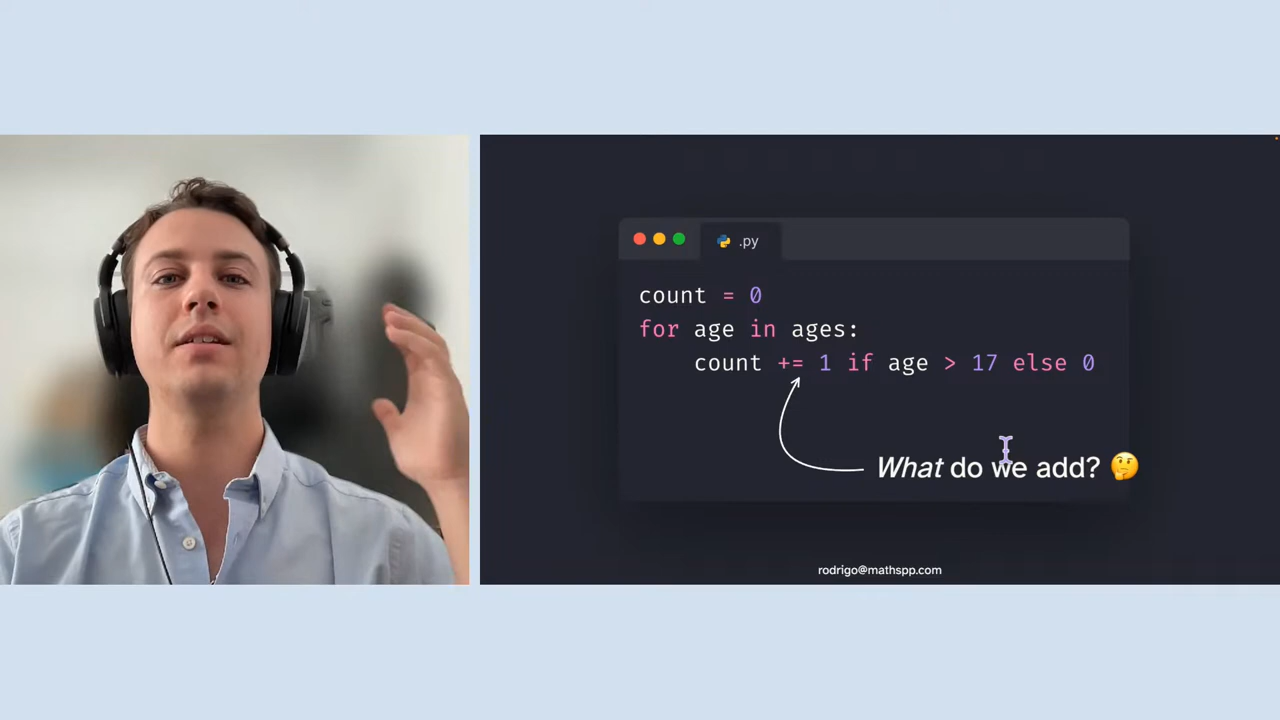 .py
count = 0
for age in ages:
    count += 1 if age > 17 else 0
What do we add? 🤔
rodrigo@mathspp.com